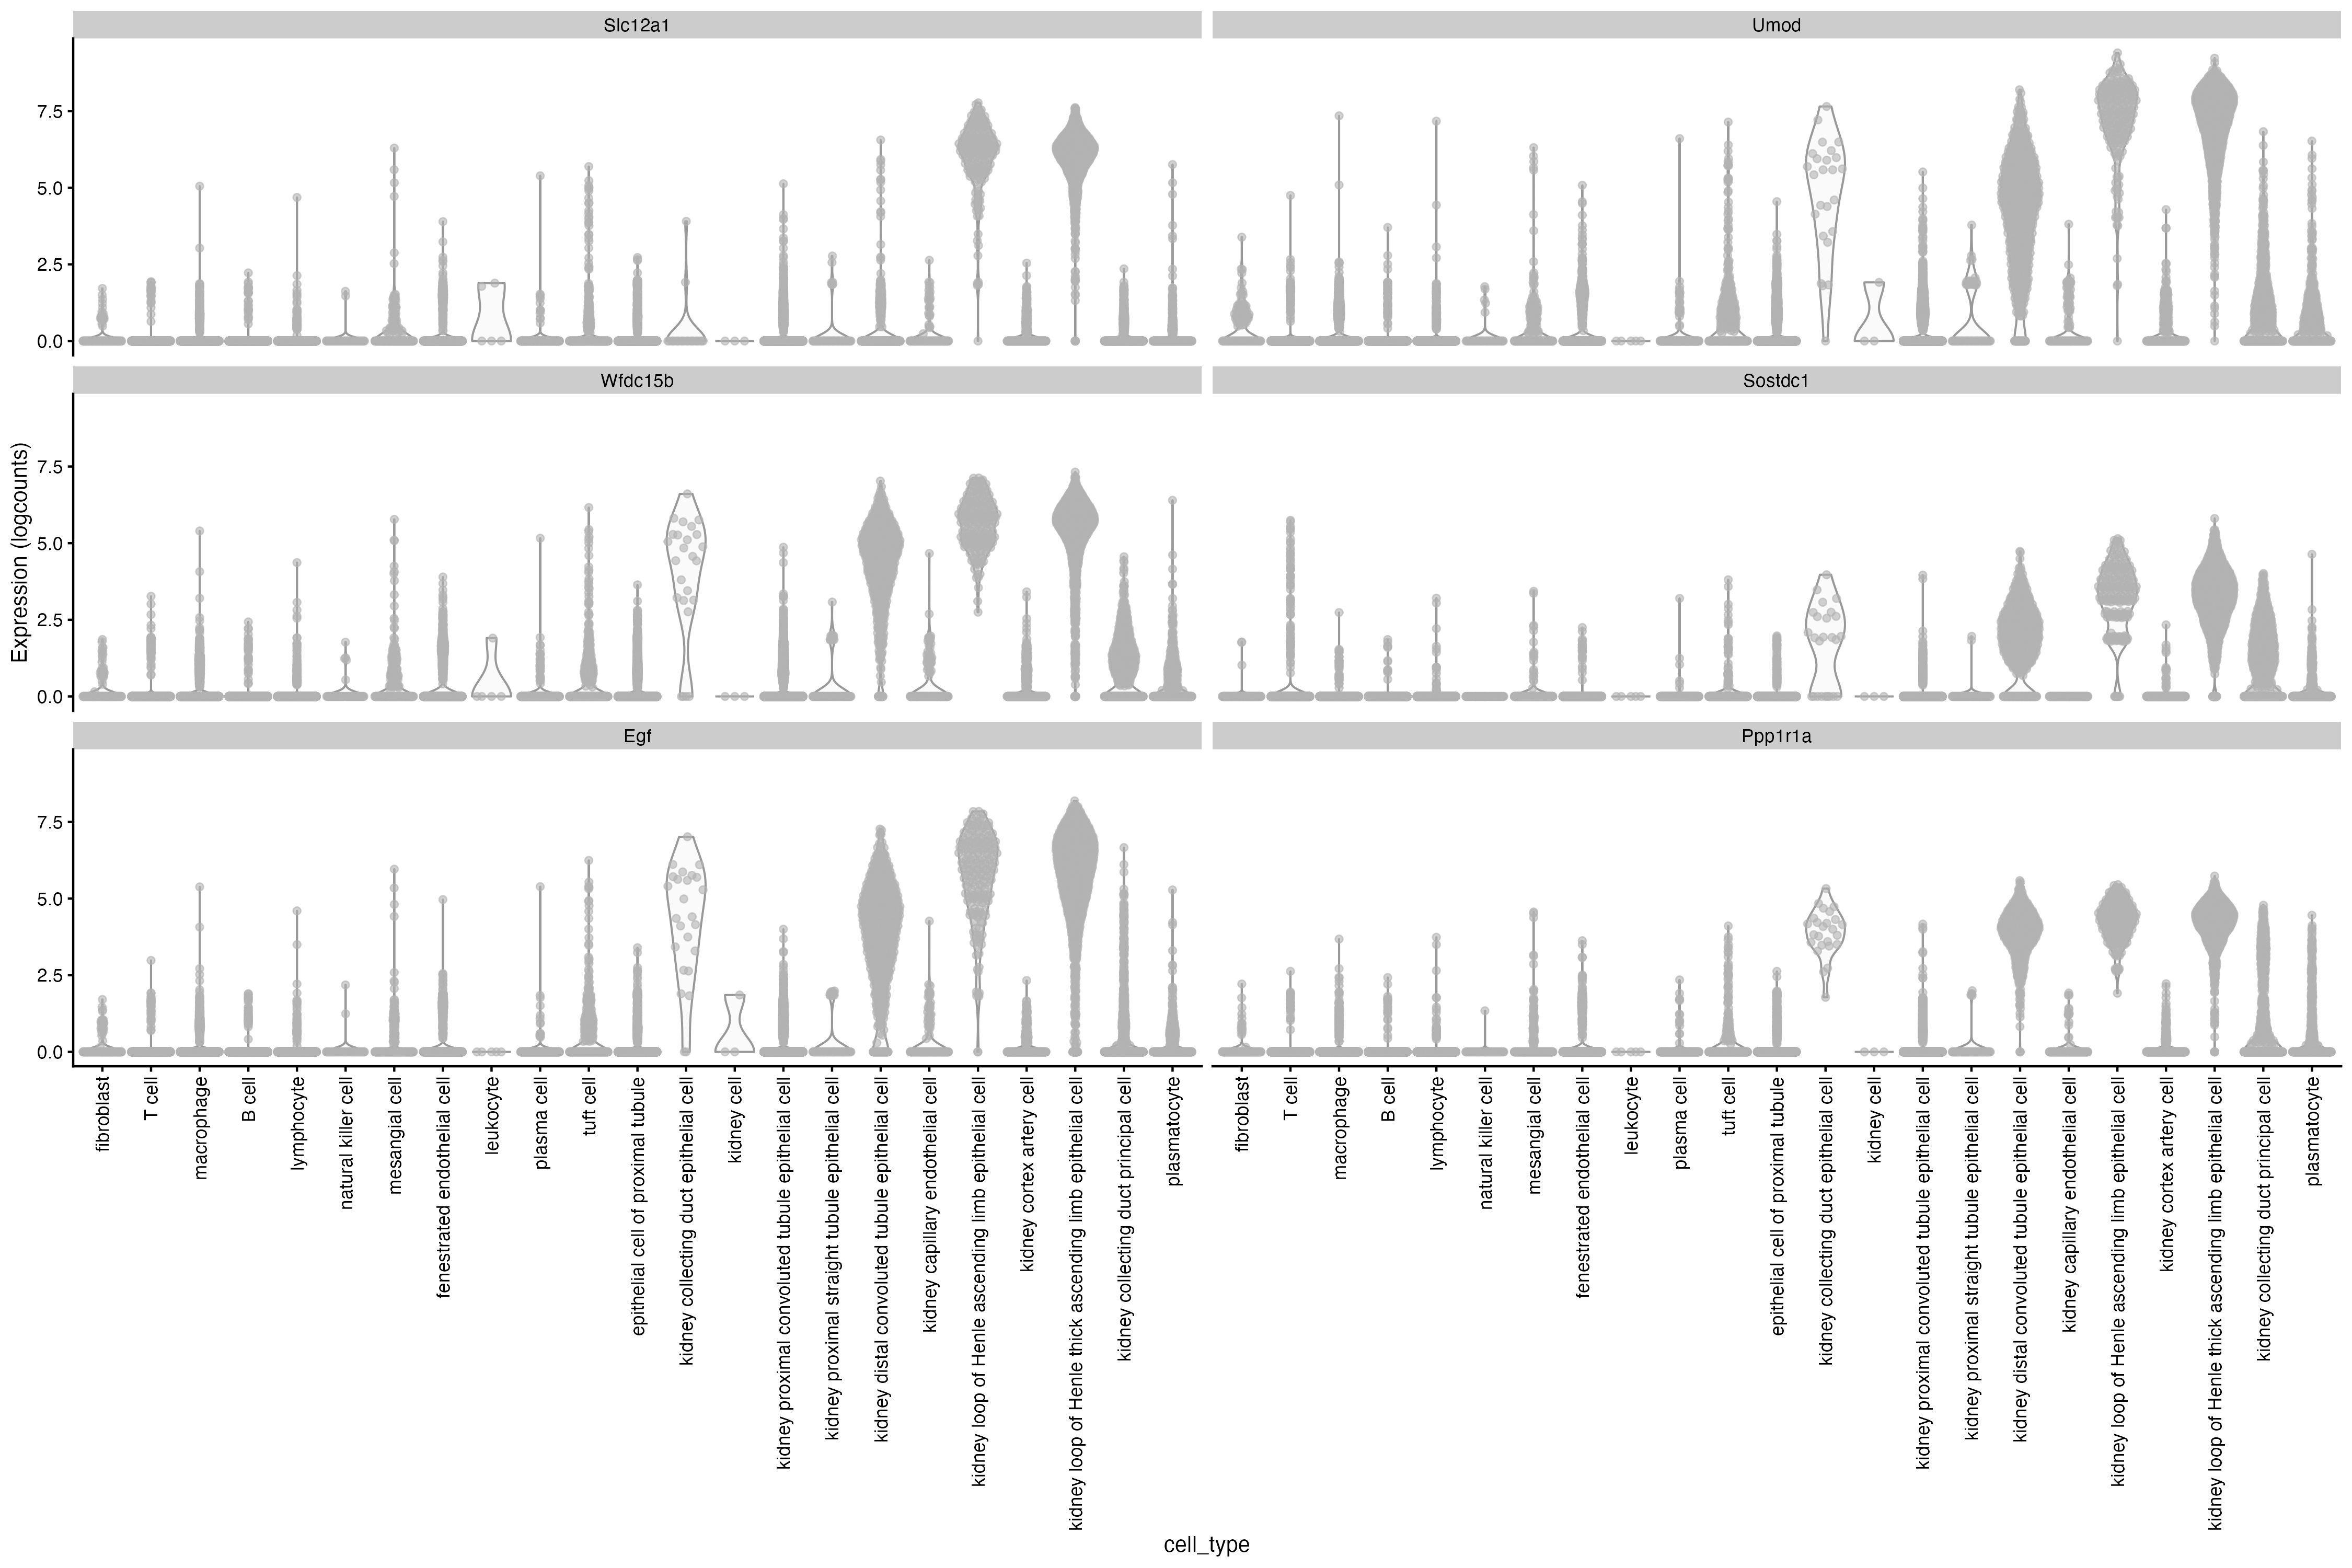 Slc12a1
Umod
7.5
5.0
2.5
0.0
Wfdc15b
Sostdc1
Expression (logcounts)
7.5
5.0
2.5
0.0
Egf
Ppp1r1a
7.5
5.0
2.5
0.0
fibroblast
T cell
macrophage
B cell
lymphocyte
natural killer cell
mesangial cell
fenestrated endothelial cell
leukocyte
plasma cell
tuft cell
epithelial cell of proximal tubule
kidney collecting duct epithelial cell
kidney cell
kidney proximal convoluted tubule epithelial cell
kidney proximal straight tubule epithelial cell
kidney distal convoluted tubule epithelial cell
kidney capillary endothelial cell
kidney loop of Henle ascending limb epithelial cell
kidney cortex artery cell
kidney loop of Henle thick ascending limb epithelial cell
kidney collecting duct principal cell
plasmatocyte
fibroblast
T cell
macrophage
B cell
lymphocyte
natural killer cell
mesangial cell
fenestrated endothelial cell
leukocyte
plasma cell
tuft cell
epithelial cell of proximal tubule
kidney collecting duct epithelial cell
kidney cell
kidney proximal convoluted tubule epithelial cell
kidney proximal straight tubule epithelial cell
kidney distal convoluted tubule epithelial cell
kidney capillary endothelial cell
kidney loop of Henle ascending limb epithelial cell
kidney cortex artery cell
kidney loop of Henle thick ascending limb epithelial cell
kidney collecting duct principal cell
plasmatocyte
cell_type